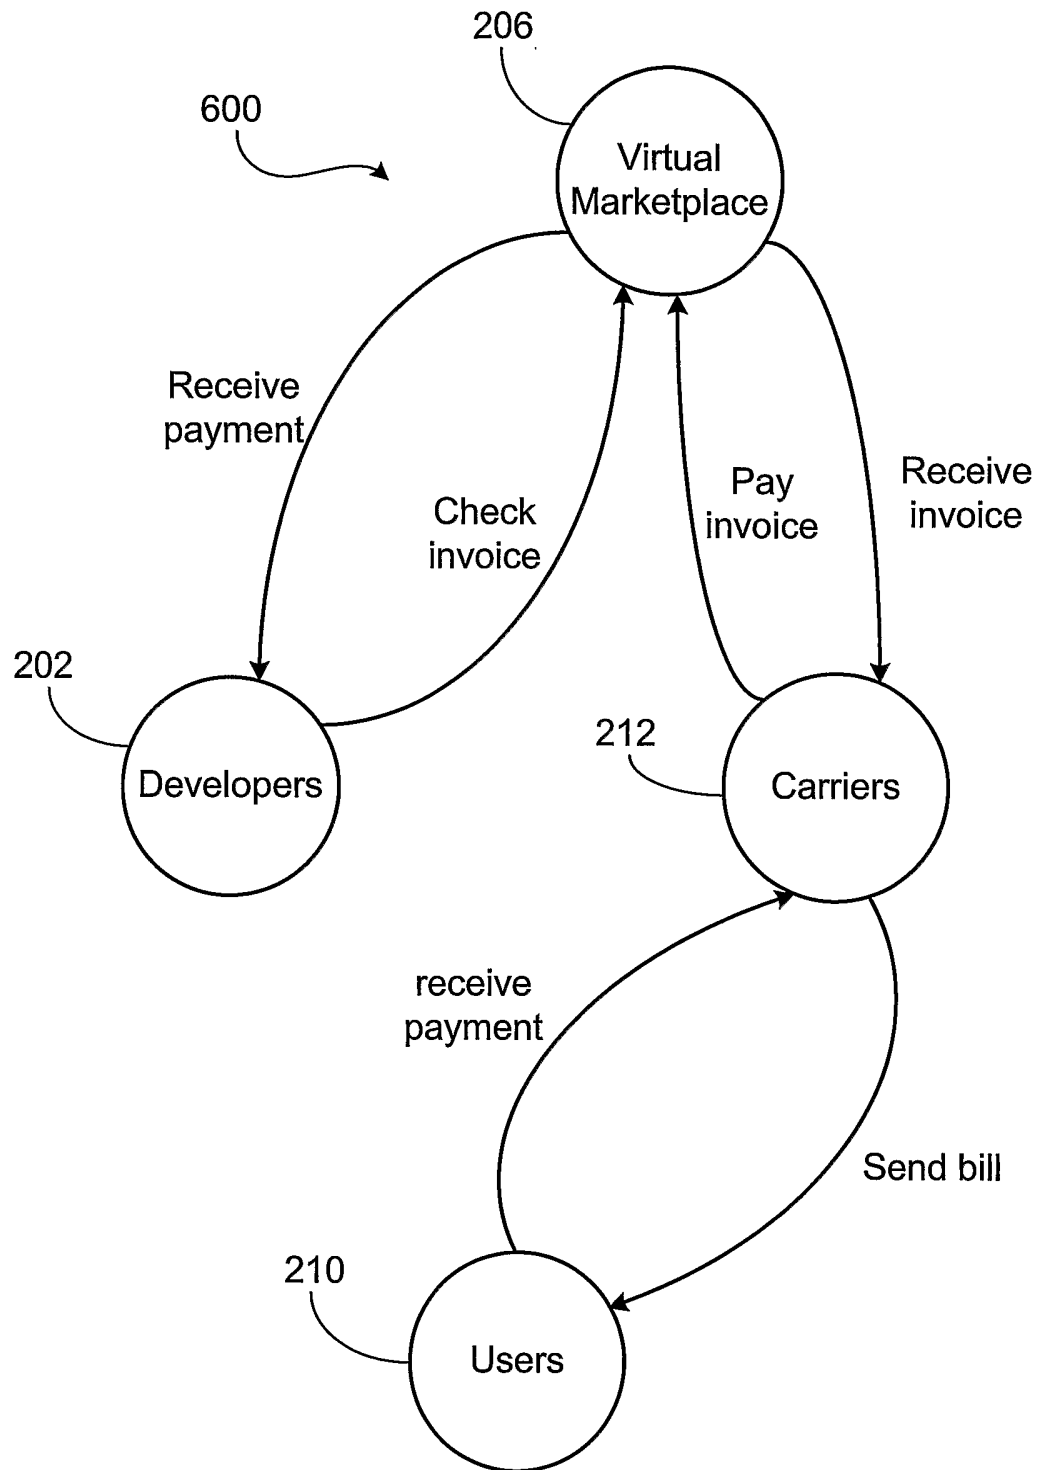 206
600
Virtual
Marketplace
Receive
payment
Check
invoice
Pay
invoice
Receive
invoice
202
212
Developers
Carriers
receive
payment
Send bill
210
Users